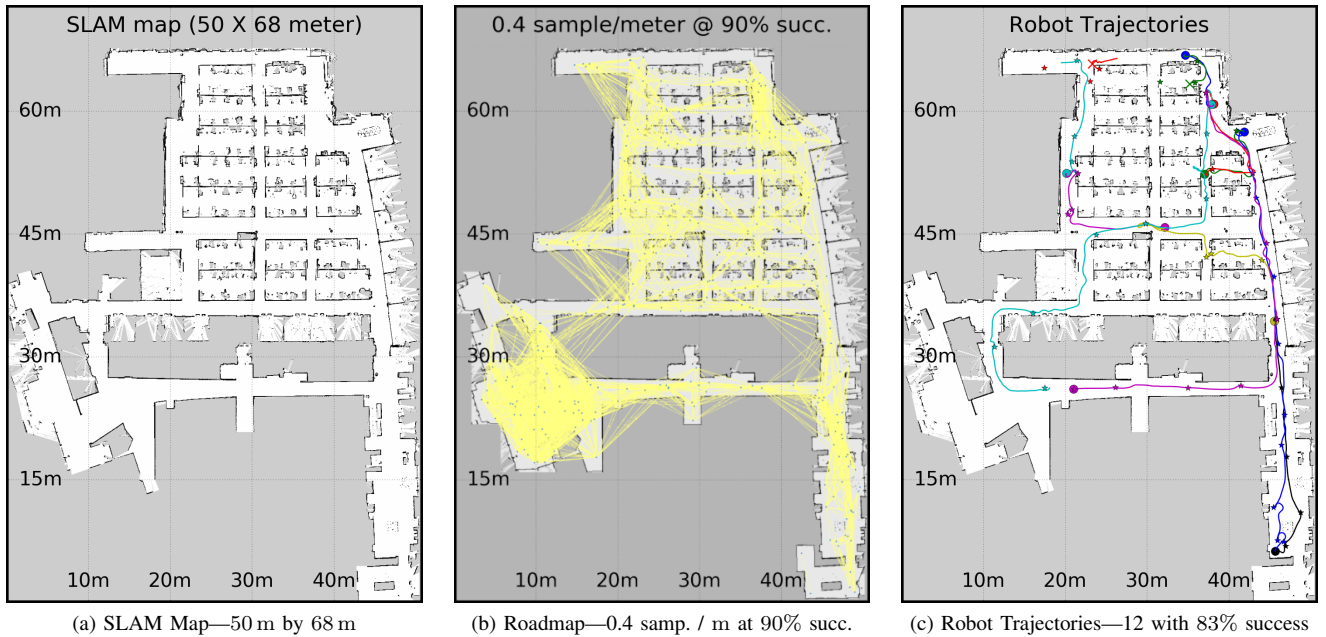 SLAM map (50 X 68 meter)
60m
45m
30m
15m
10m 20m 30m 40m
(a) SLAM Map—50 m by 68 m
0.4 sample/meter @ 90% succ.
60m
45m
30m
15m
10m 20m 30m 40m
(b) Roadmap—0.4 samp. / m at 90% succ.
Robot Trajectories
60m
45m
30m
15m
10m 20m 30m 40m
(c) Robot Trajectories—12 with 83% success